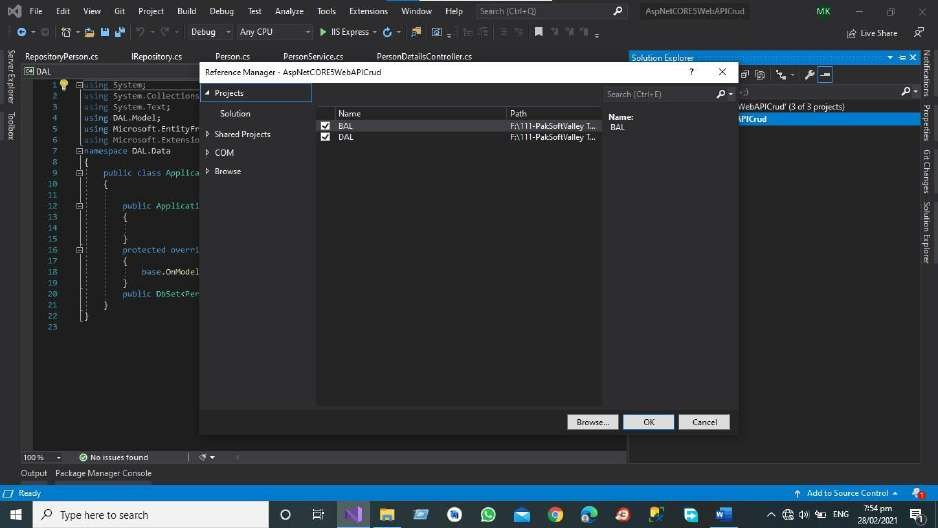 File Edit View Git Project Build Debug Test Analyze Tools Extensions Window Help Search (Ctrl+Q) AspNetCORE5WebAPICrud MK
Debug Any CPU IIS Express Live Share
RepositoryPerson.cs IRepository.cs Person.cs PersonService.cs PersonDetailsController.cs Solution Explorer
Server Explorer
Toolbox
DAL
1 using System;
2 using System.Collections
3 using System.Text;
4 using DAL.Model;
5 using Microsoft.EntityFr
6 using Microsoft.Extensio
7 namespace DAL.Data
8 {
9 public class Applica
10 {
11
12 public Applicati
13 {
14
15 }
16 protected overri
17 {
18 base.OnModel
19 }
20 public DbSet<Per
21 }
22 }
23
Reference Manager - AspNetCORE5WebAPICrud ?
Projects
Solution
Shared Projects
COM
Browse
Name Path
BAL F:\111-PakSoftValley T...
DAL F:\111-PakSoftValley T...
Search (Ctrl+E)
Name:
BAL
Browse... OK Cancel
;)
WebAPICrud' (3 of 3 projects)
APICrud
Notifications
Properties
Git Changes
Solution Explorer
100 % No issues found
Output Package Manager Console
Ready Add to Source Control 1
Type here to search ENG 7:54 pm
28/02/2021